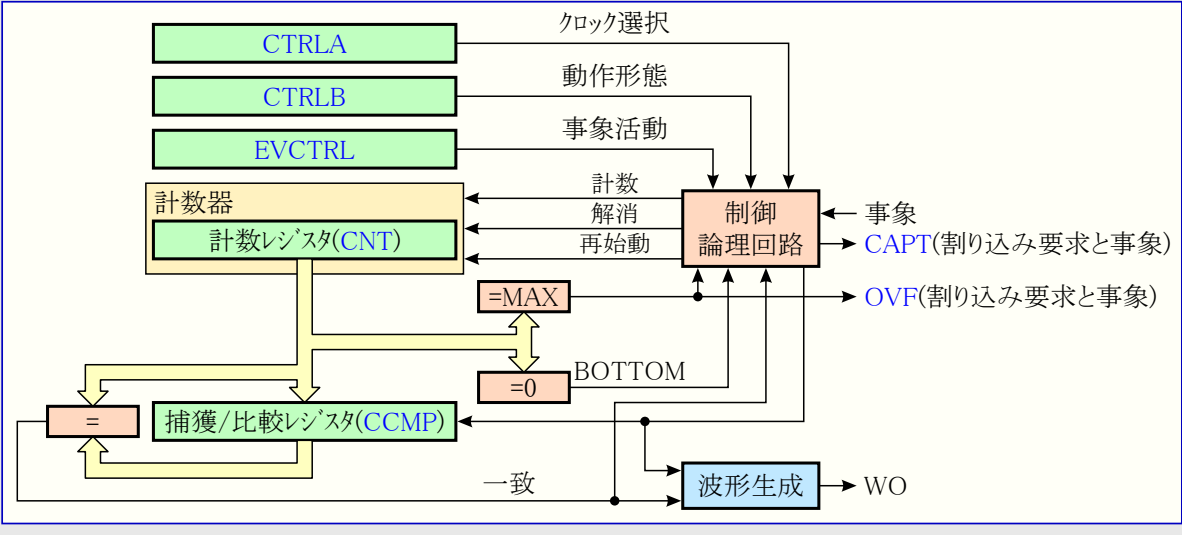 クロック選択
CTRLA
動作形態
CTRLB
事象活動
EVCTRL
計数器
計数レジスタ(CNT)
計数
解消
再始動
制御
論理回路
事象
CAPT(割り込み要求と事象)
=MAX
OVF(割り込み要求と事象)
=0
BOTTOM
=
捕獲/比較レジスタ(CCMP)
一致
波形生成
WO